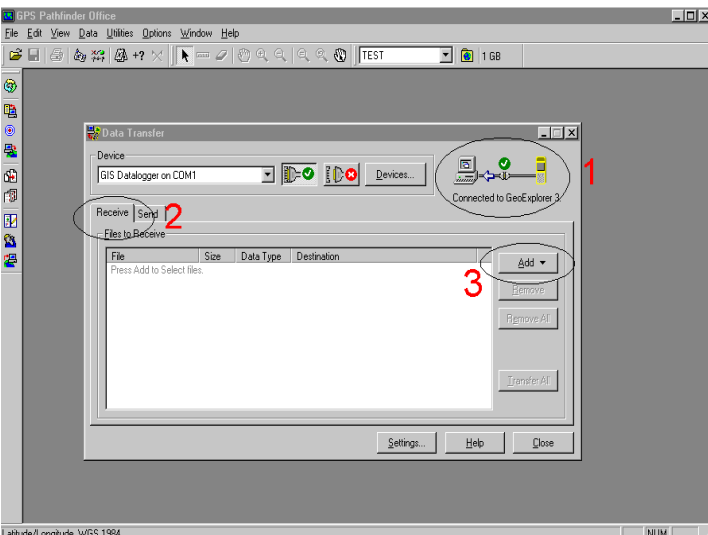 GPS Pathfinder Office
File Edit View Data Utilities Options Window Help
+? TEST 1 GB
Data Transfer
Device
GIS Datalogger on COM1 Devices...
1
Connected to GeoExplorer 3.
Receive Send 2
Files to Receive
File Size Data Type Destination
Press Add to Select files.
Add
3
Remove
Remove All
Transfer All
Settings... Help Close
Latitude/Longitude, WGS 1984 NUM